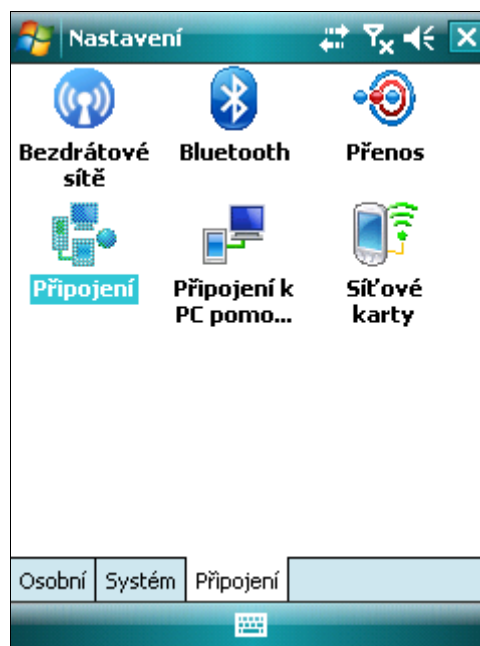 Nastavení
Bezdrátové sítě
Bluetooth
Přenos
Připojení
Připojení k PC pomo...
Síťové karty
Osobní
Systém
Připojení